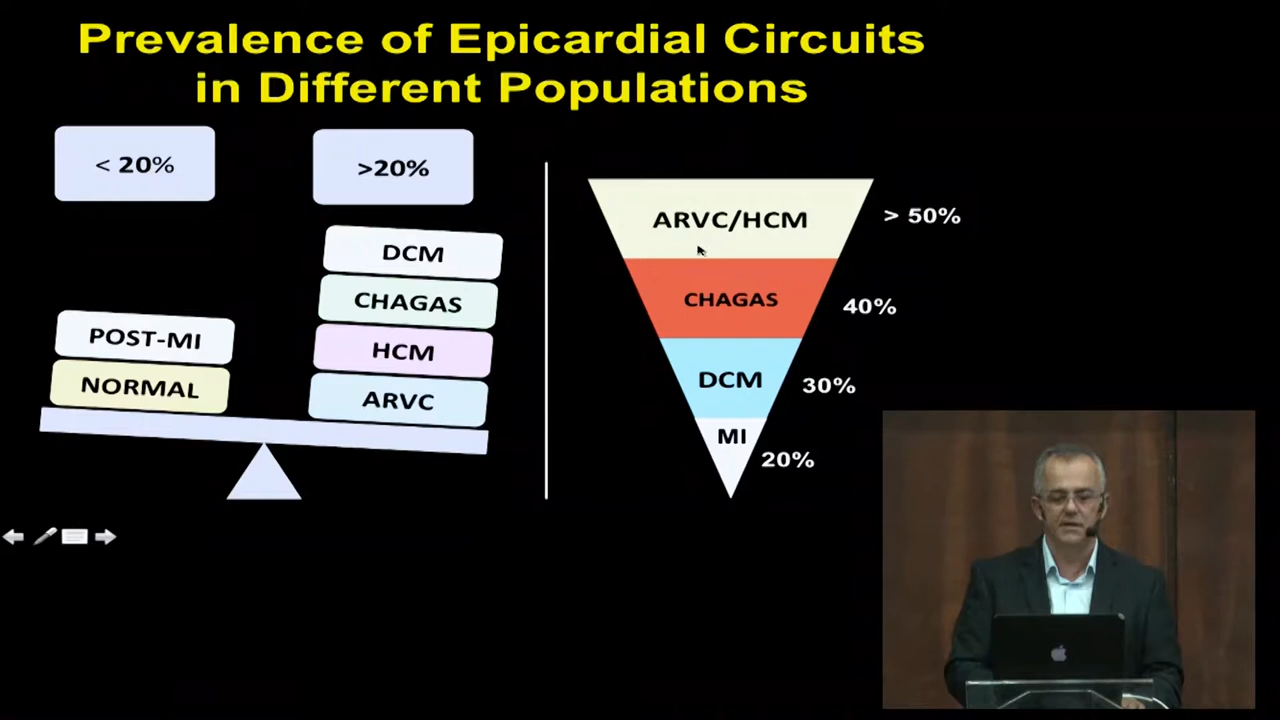 Prevalence of Epicardial Circuits
in Different Populations
< 20%
>20%
DCM
CHAGAS
HCM
ARVC
POST-MI
NORMAL
ARVC/HCM
> 50%
CHAGAS
40%
DCM
30%
MI
20%